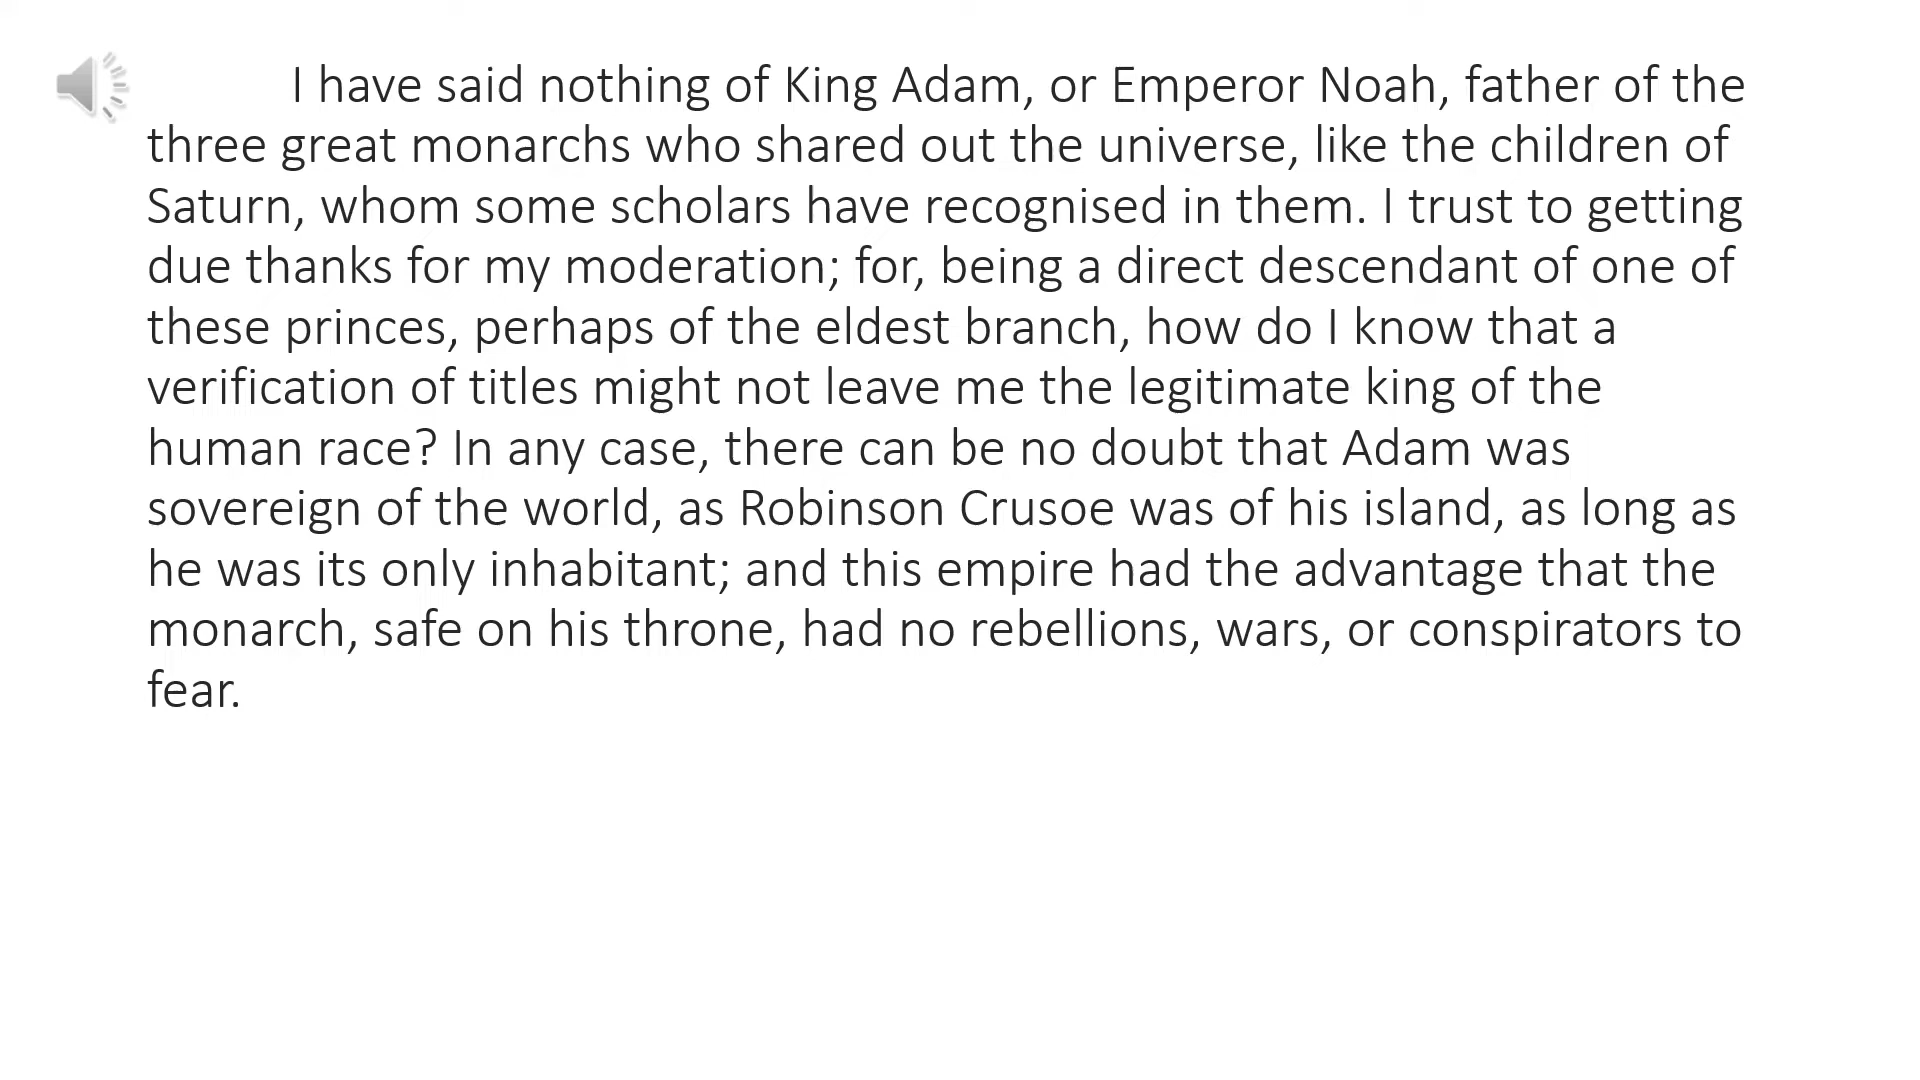 I have said nothing of King Adam, or Emperor Noah, father of the
three great monarchs who shared out the universe, like the children of
Saturn, whom some scholars have recognised in them. I trust to getting
due thanks for my moderation; for, being a direct descendant of one of
these princes, perhaps of the eldest branch, how do I know that a
verification of titles might not leave me the legitimate king of the
human race? In any case, there can be no doubt that Adam was
sovereign of the world, as Robinson Crusoe was of his island, as long as
he was its only inhabitant; and this empire had the advantage that the
monarch, safe on his throne, had no rebellions, wars, or conspirators to
fear.